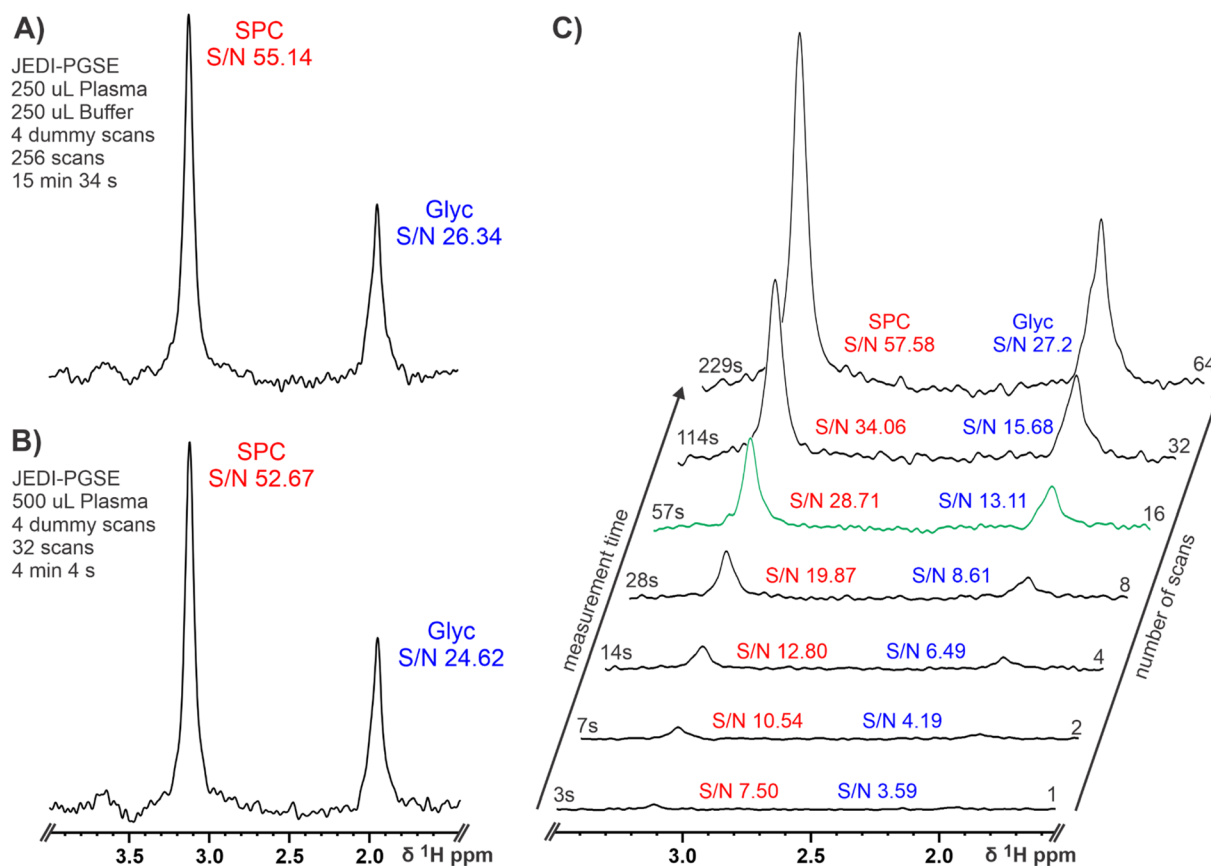 A)
SPC
S/N 55.14
JEDI-PGSE
250 uL Plasma
250 uL Buffer
4 dummy scans
256 scans
15 min 34 s
Glyc
S/N 26.34
B)
SPC
S/N 52.67
JEDI-PGSE
500 uL Plasma
4 dummy scans
32 scans
4 min 4 s
Glyc
S/N 24.62
3.5 3.0 2.5 2.0 δ ¹H ppm
C)
SPC
S/N 57.58
Glyc
S/N 27.2
229s 64
114s S/N 34.06 S/N 15.68 32
57s S/N 28.71 S/N 13.11 16
28s S/N 19.87 S/N 8.61 8
14s S/N 12.80 S/N 6.49 4
7s S/N 10.54 S/N 4.19 2
3s S/N 7.50 S/N 3.59 1
measurement time
number of scans
3.0 2.0 δ ¹H ppm